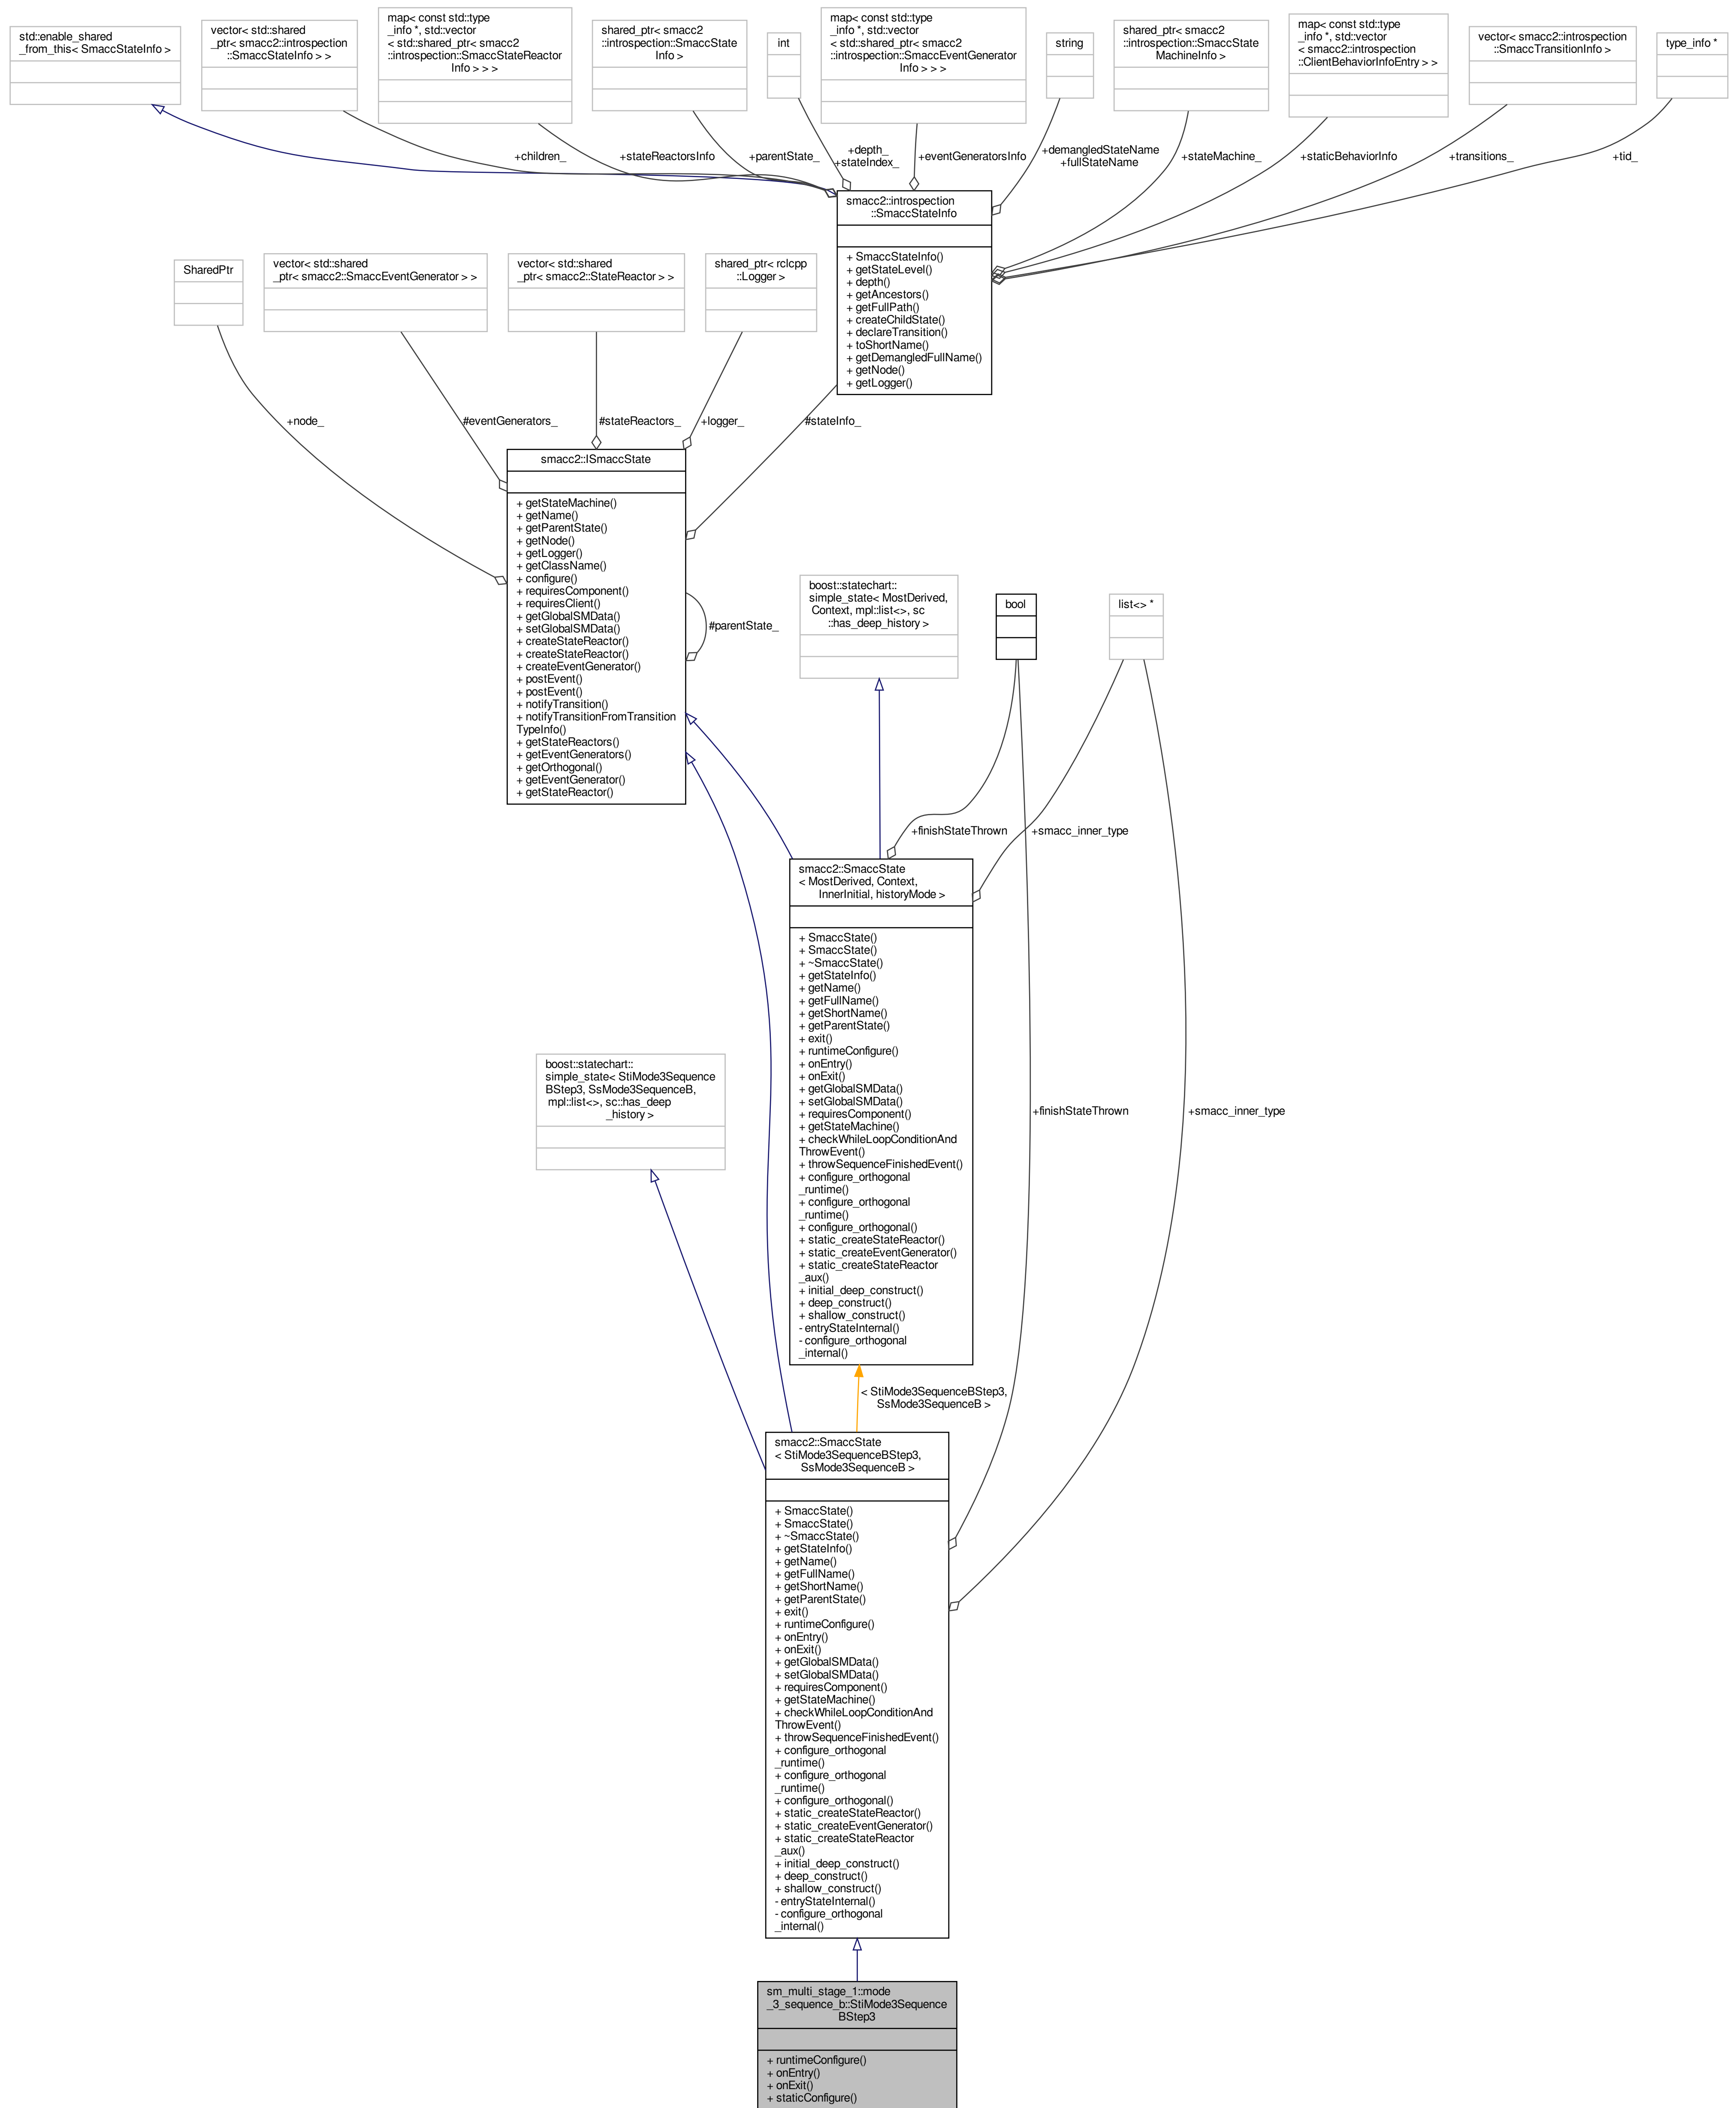 std::enable_shared
_from_this< SmaccStateInfo >
vector< std::shared
_ptr< smacc2::introspection
::SmaccStateInfo > >
map< const std::type
_info *, std::vector
< std::shared_ptr< smacc2
::introspection::SmaccStateReactor
Info > > >
shared_ptr< smacc2
::introspection::SmaccState
Info >
int
map< const std::type
_info *, std::vector
< std::shared_ptr< smacc2
::introspection::SmaccEventGenerator
Info > > >
string
shared_ptr< smacc2
::introspection::SmaccState
MachineInfo >
map< const std::type
_info *, std::vector
< smacc2::introspection
::ClientBehaviorInfoEntry > >
vector< smacc2::introspection
::SmaccTransitionInfo >
type_info *
+children_
+stateReactorsInfo
+parentState_
+depth_
+stateIndex_
+eventGeneratorsInfo
+demangledStateName
+fullStateName
+stateMachine_
+staticBehaviorInfo
+transitions_
+tid_
smacc2::introspection
::SmaccStateInfo
+ SmaccStateInfo()
+ getStateLevel()
+ depth()
+ getAncestors()
+ getFullPath()
+ createChildState()
+ declareTransition()
+ toShortName()
+ getDemangledFullName()
+ getNode()
+ getLogger()
SharedPtr
vector< std::shared
_ptr< smacc2::SmaccEventGenerator > >
vector< std::shared
_ptr< smacc2::StateReactor > >
shared_ptr< rclcpp
::Logger >
+node_
#eventGenerators_
#stateReactors_
+logger_
#stateInfo_
smacc2::ISmaccState
+ getStateMachine()
+ getName()
+ getParentState()
+ getNode()
+ getLogger()
+ getClassName()
+ configure()
+ requiresComponent()
+ requiresClient()
+ getGlobalSMData()
+ setGlobalSMData()
+ createStateReactor()
+ createStateReactor()
+ createEventGenerator()
+ postEvent()
+ postEvent()
+ notifyTransition()
+ notifyTransitionFromTransition
TypeInfo()
+ getStateReactors()
+ getEventGenerators()
+ getOrthogonal()
+ getEventGenerator()
+ getStateReactor()
#parentState_
boost::statechart::
simple_state< MostDerived,
Context, mpl::list<>, sc
::has_deep_history >
bool
list<> *
+finishStateThrown
+smacc_inner_type
smacc2::SmaccState
< MostDerived, Context,
InnerInitial, historyMode >
+ SmaccState()
+ SmaccState()
+ ~SmaccState()
+ getStateInfo()
+ getName()
+ getFullName()
+ getShortName()
+ getParentState()
+ exit()
+ runtimeConfigure()
+ onEntry()
+ onExit()
+ getGlobalSMData()
+ setGlobalSMData()
+ requiresComponent()
+ getStateMachine()
+ checkWhileLoopConditionAnd
ThrowEvent()
+ throwSequenceFinishedEvent()
+ configure_orthogonal
_runtime()
+ configure_orthogonal
_runtime()
+ configure_orthogonal()
+ static_createStateReactor()
+ static_createEventGenerator()
+ static_createStateReactor
_aux()
+ initial_deep_construct()
+ deep_construct()
+ shallow_construct()
- entryStateInternal()
- configure_orthogonal
_internal()
boost::statechart::
simple_state< StiMode3Sequence
BStep3, SsMode3SequenceB,
mpl::list<>, sc::has_deep
_history >
+finishStateThrown
+smacc_inner_type
< StiMode3SequenceBStep3,
SsMode3SequenceB >
smacc2::SmaccState
< StiMode3SequenceBStep3,
SsMode3SequenceB >
+ SmaccState()
+ SmaccState()
+ ~SmaccState()
+ getStateInfo()
+ getName()
+ getFullName()
+ getShortName()
+ getParentState()
+ exit()
+ runtimeConfigure()
+ onEntry()
+ onExit()
+ getGlobalSMData()
+ setGlobalSMData()
+ requiresComponent()
+ getStateMachine()
+ checkWhileLoopConditionAnd
ThrowEvent()
+ throwSequenceFinishedEvent()
+ configure_orthogonal
_runtime()
+ configure_orthogonal
_runtime()
+ configure_orthogonal()
+ static_createStateReactor()
+ static_createEventGenerator()
+ static_createStateReactor
_aux()
+ initial_deep_construct()
+ deep_construct()
+ shallow_construct()
- entryStateInternal()
- configure_orthogonal
_internal()
sm_multi_stage_1::mode
_3_sequence_b::StiMode3Sequence
BStep3
+ runtimeConfigure()
+ onEntry()
+ onExit()
+ staticConfigure()